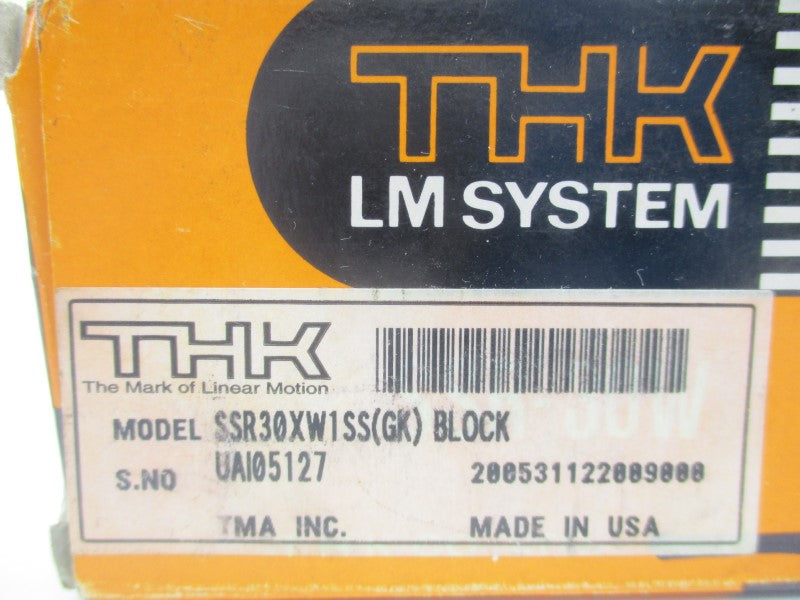 THK
LM SYSTEM
THK
The Mark of Linear Motion
MODEL SSR30XW1SS(GK) BLOCK
S.NO UAI05127 200531122009000
TMA INC. MADE IN USA